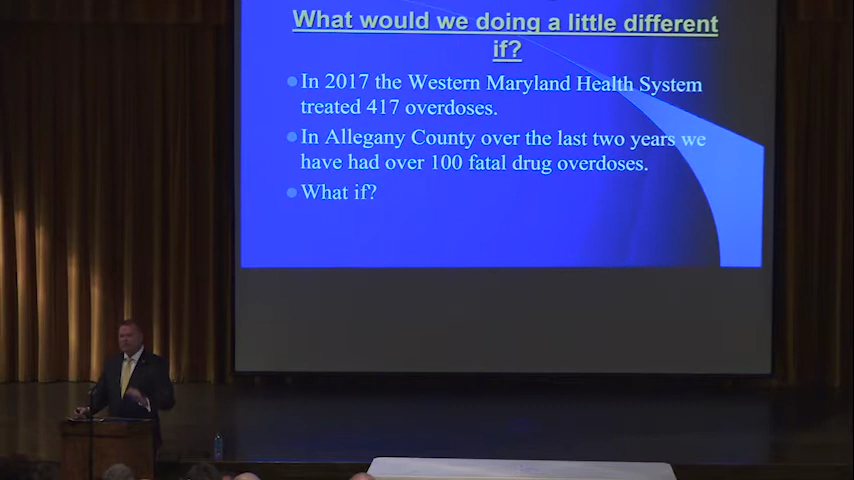 What would we doing a little different
if?
In 2017 the Western Maryland Health System
treated 417 overdoses.
In Allegany County over the last two years we
have had over 100 fatal drug overdoses.
What if?